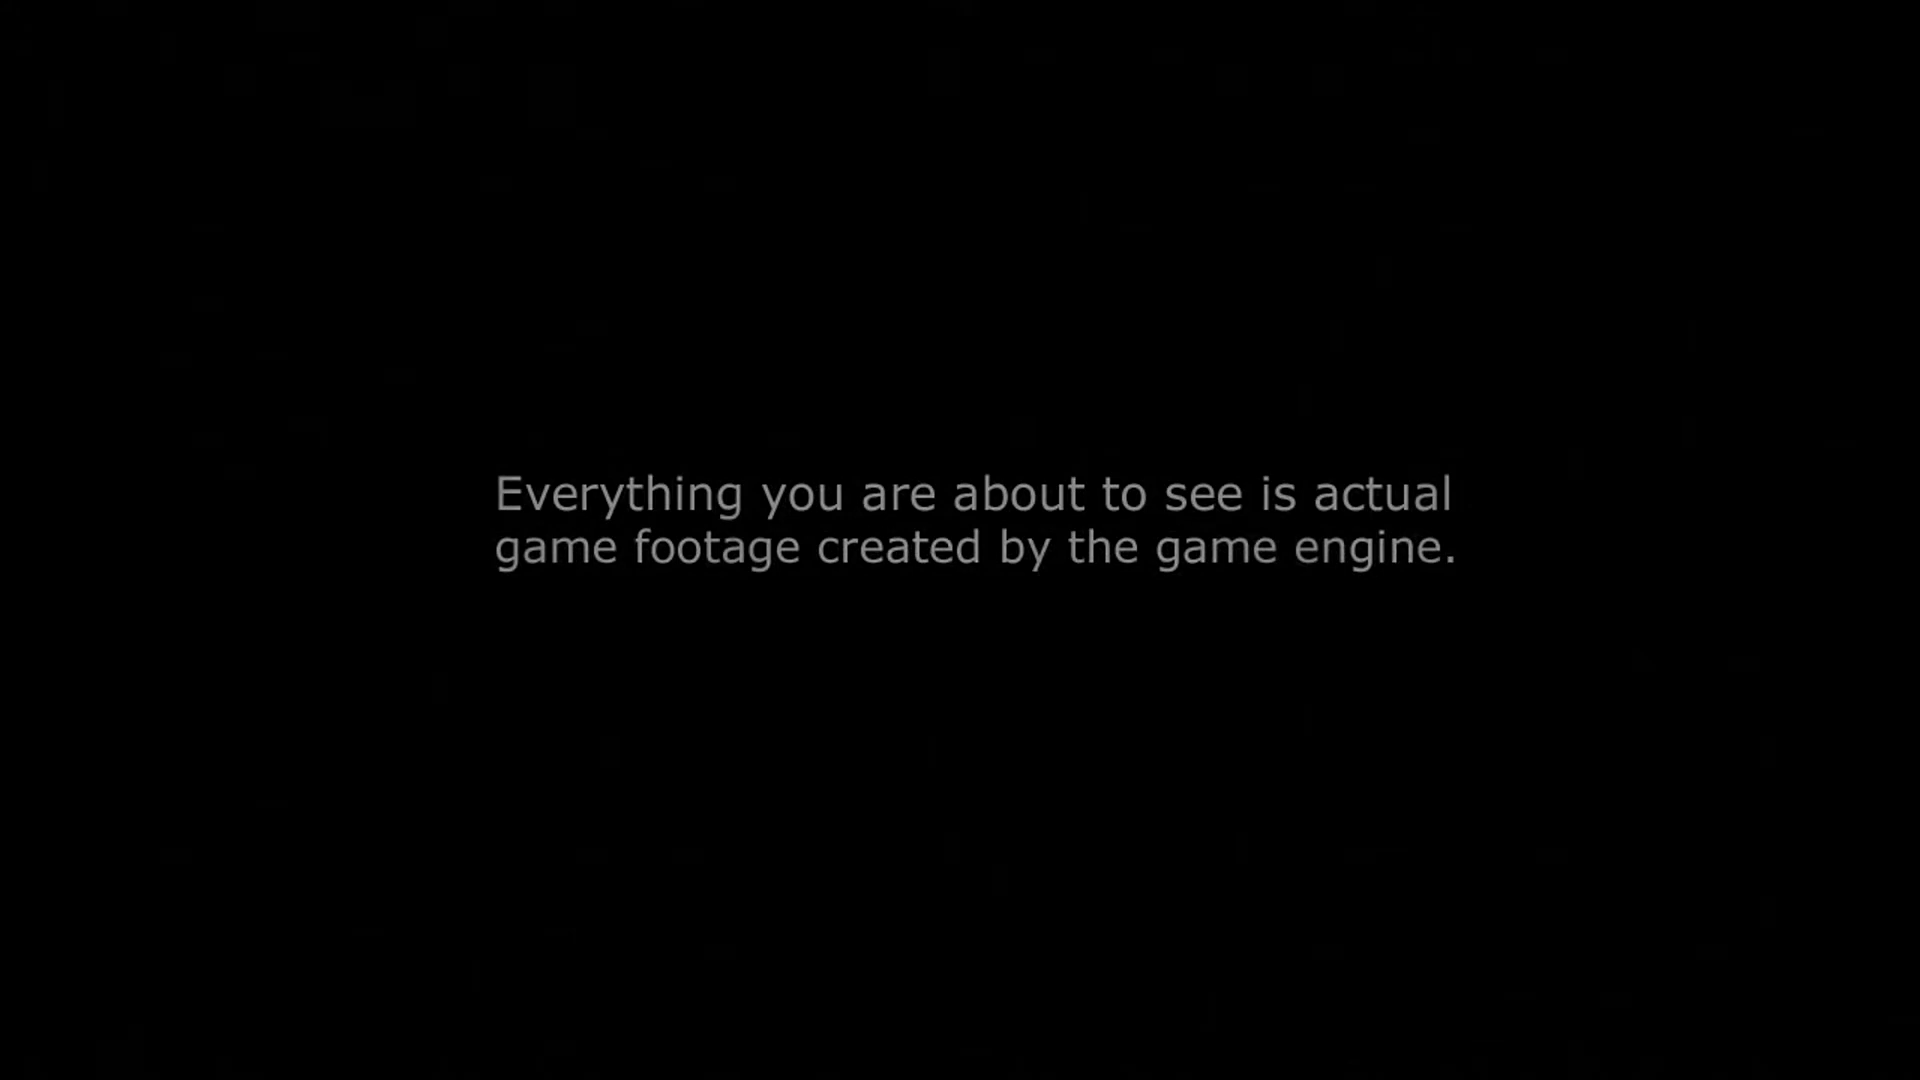 Everything you are about to see is actual
game footage created by the game engine.